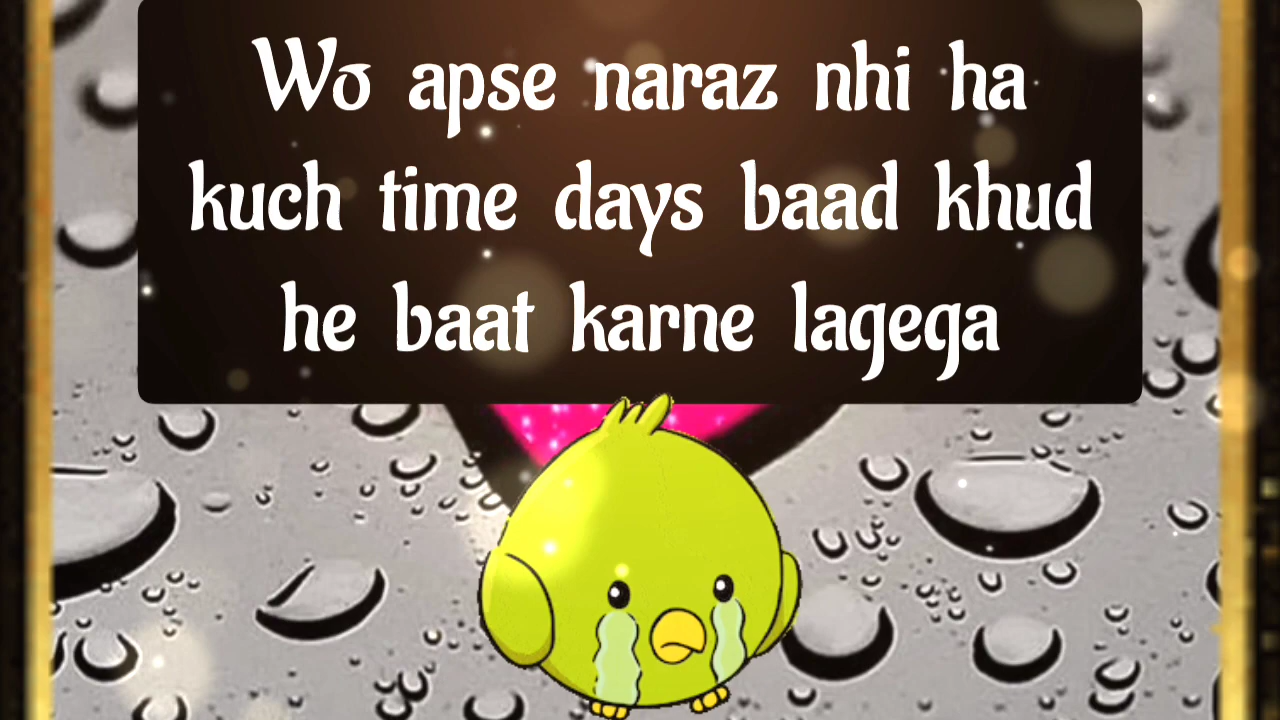 Wo apse naraz nhi ha
kuch time days baad khud
he baat karne lagega